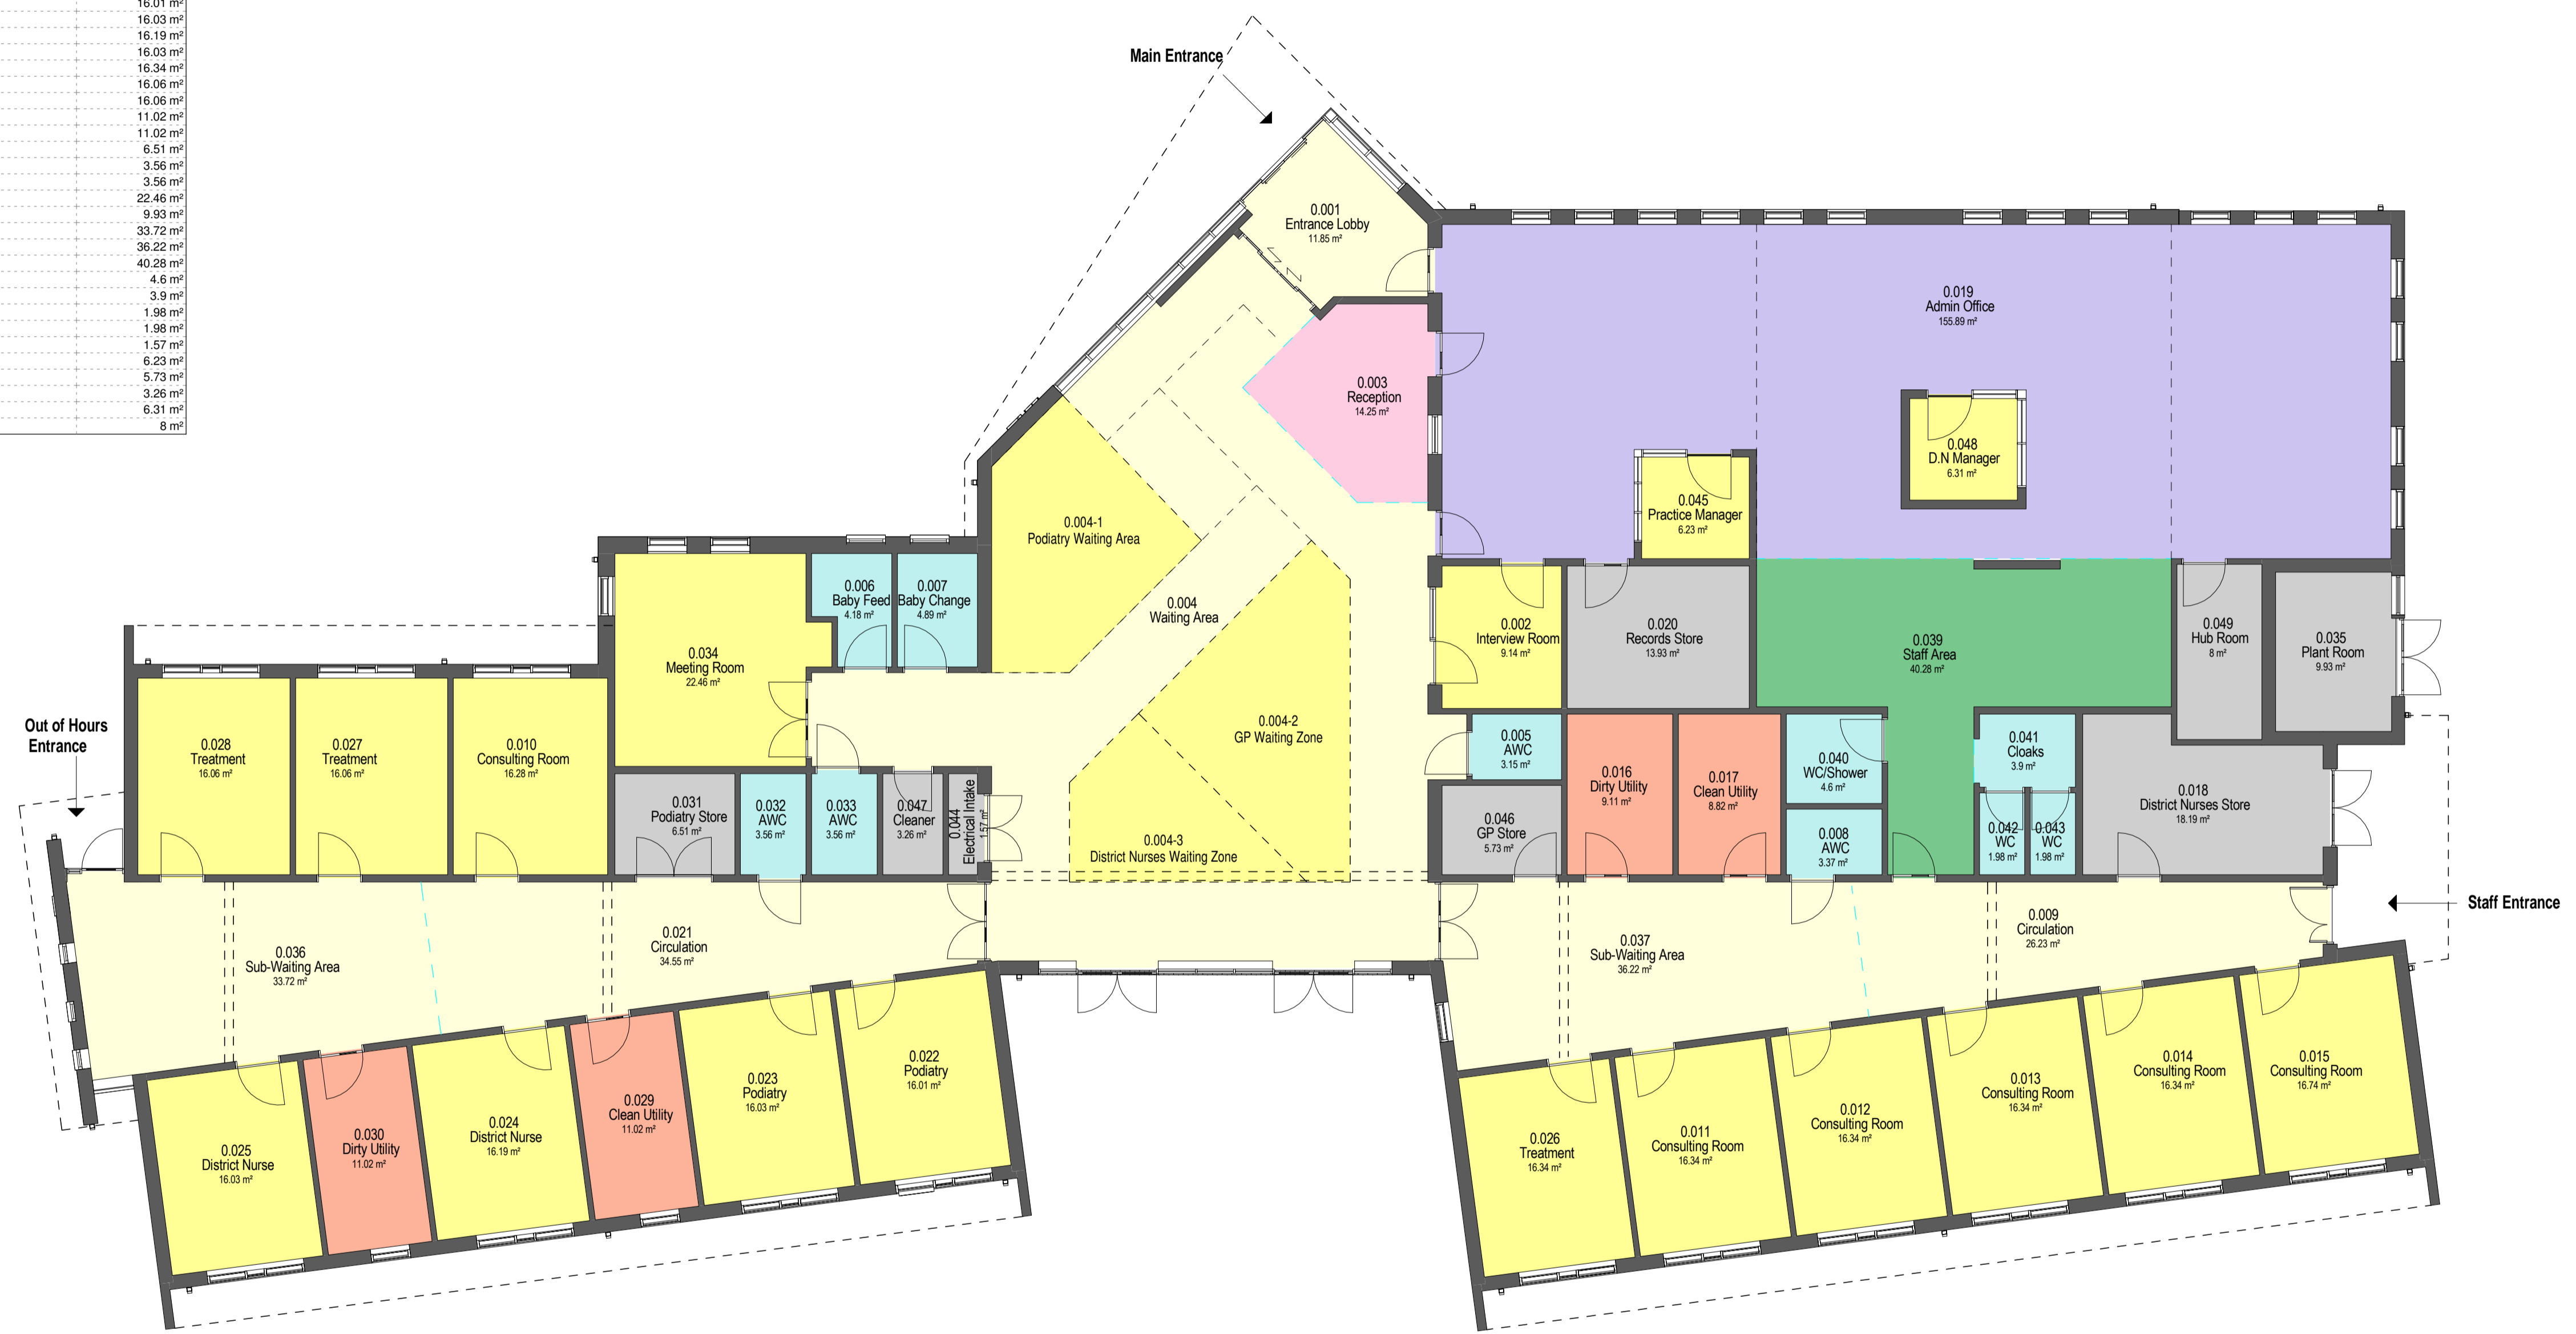 16.01 m²
16.03 m²
16.19 m²
16.03 m²
16.34 m²
16.06 m²
16.06 m²
11.02 m²
11.02 m²
6.51 m²
3.56 m²
3.56 m²
22.46 m²
9.93 m²
33.72 m²
36.22 m²
40.28 m²
4.6 m²
3.9 m²
1.98 m²
1.98 m²
1.57 m²
6.23 m²
5.73 m²
3.26 m²
6.31 m²
8 m²
Main Entrance
0.001
Entrance Lobby
11.85 m²
0.019
Admin Office
155.89 m²
0.003
Reception
14.25 m²
0.048
D.N Manager
6.31 m²
0.045
Practice Manager
6.23 m²
0.004-1
Podiatry Waiting Area
0.006
Baby Feed
4.18 m²
0.007
Baby Change
4.89 m²
0.004
Waiting Area
0.002
Interview Room
9.14 m²
0.020
Records Store
13.93 m²
0.039
Staff Area
40.28 m²
0.049
Hub Room
8 m²
0.035
Plant Room
9.93 m²
0.034
Meeting Room
22.46 m²
Out of Hours
Entrance
0.028
Treatment
16.06 m²
0.027
Treatment
16.06 m²
0.010
Consulting Room
16.28 m²
0.004-2
GP Waiting Zone
0.005
AWC
3.15 m²
0.016
Dirty Utility
9.11 m²
0.017
Clean Utility
8.82 m²
0.040
WC/Shower
4.6 m²
0.041
Cloaks
3.9 m²
0.018
District Nurses Store
18.19 m²
0.031
Podiatry Store
6.51 m²
0.032
AWC
3.56 m²
0.033
AWC
3.56 m²
0.047
Cleaner
3.26 m²
0.044
Electrical Intake
1.57 m²
0.004-3
District Nurses Waiting Zone
0.046
GP Store
5.73 m²
0.008
AWC
3.37 m²
0.042
WC
1.98 m²
0.043
WC
1.98 m²
Staff Entrance
0.036
Sub-Waiting Area
33.72 m²
0.021
Circulation
34.55 m²
0.037
Sub-Waiting Area
36.22 m²
0.009
Circulation
26.23 m²
0.025
District Nurse
16.03 m²
0.030
Dirty Utility
11.02 m²
0.024
District Nurse
16.19 m²
0.029
Clean Utility
11.02 m²
0.023
Podiatry
16.03 m²
0.022
Podiatry
16.01 m²
0.026
Treatment
16.34 m²
0.011
Consulting Room
16.34 m²
0.012
Consulting Room
16.34 m²
0.013
Consulting Room
16.34 m²
0.014
Consulting Room
16.34 m²
0.015
Consulting Room
16.74 m²